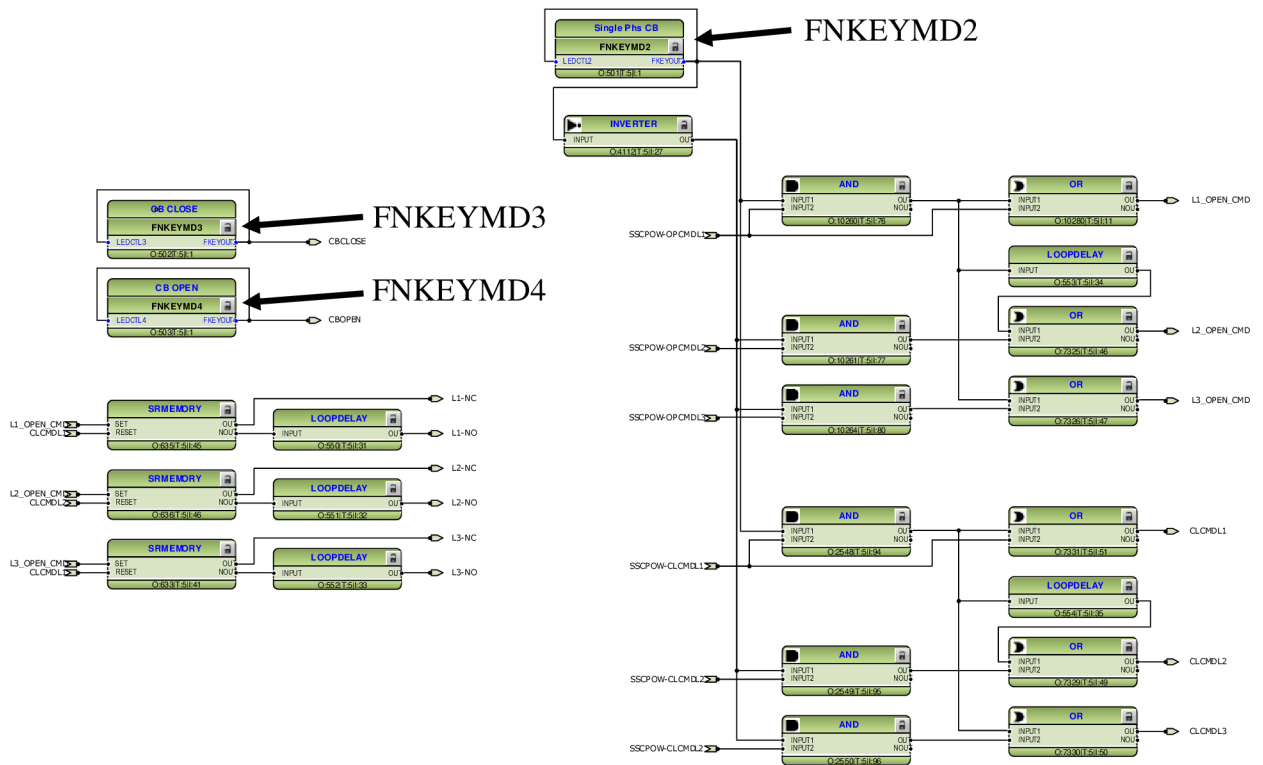 Single Phs CB
FNKEYMD2
LEDCTL2 FKEYOUT
O:501|T:5|I:1
FNKEYMD2
INVERTER
INPUT OUT
O:4112|T:5|I:27
CB CLOSE
FNKEYMD3
LEDCTL3 FKEYOUT
O:502|T:5|I:1
CBCLOSE
FNKEYMD3
CB OPEN
FNKEYMD4
LEDCTL4 FKEYOUT
O:503|T:5|I:1
CBOPEN
FNKEYMD4
L1_OPEN_CMD
CLCMDL1
SRMEMORY
SET OUT
RESET NOUT
O:635|T:5|I:45
LOOPDELAY
INPUT OUT
O:550|T:5|I:31
L1-NC
L1-NO
L2_OPEN_CMD
CLCMDL2
SRMEMORY
SET OUT
RESET NOUT
O:636|T:5|I:46
LOOPDELAY
INPUT OUT
O:551|T:5|I:32
L2-NC
L2-NO
L3_OPEN_CMD
SRMEMORY
SET OUT
RESET NOUT
O:633|T:5|I:41
LOOPDELAY
INPUT OUT
O:552|T:5|I:33
L3-NC
L3-NO
SSCPOW-OPCMDL1
AND
INPUT1 OUT
INPUT2 NOUT
O:10260|T:5|I:76
OR
INPUT1 OUT
INPUT2 NOUT
O:10280|T:5|I:11
L1_OPEN_CMD
LOOPDELAY
INPUT OUT
O:553|T:5|I:34
SSCPOW-OPCMDL2
AND
INPUT1 OUT
INPUT2 NOUT
O:10261|T:5|I:77
OR
INPUT1 OUT
INPUT2 NOUT
O:7325|T:5|I:46
L2_OPEN_CMD
SSCPOW-OPCMDL3
AND
INPUT1 OUT
INPUT2 NOUT
O:10264|T:5|I:80
OR
INPUT1 OUT
INPUT2 NOUT
O:7326|T:5|I:47
L3_OPEN_CMD
SSCPOW-CLCMDL1
AND
INPUT1 OUT
INPUT2 NOUT
O:2548|T:5|I:94
OR
INPUT1 OUT
INPUT2 NOUT
O:7331|T:5|I:51
CLCMDL1
LOOPDELAY
INPUT OUT
O:554|T:5|I:35
SSCPOW-CLCMDL2
AND
INPUT1 OUT
INPUT2 NOUT
O:2549|T:5|I:95
OR
INPUT1 OUT
INPUT2 NOUT
O:7329|T:5|I:49
CLCMDL2
SSCPOW-CLCMDL2
AND
INPUT1 OUT
INPUT2 NOUT
O:2550|T:5|I:96
OR
INPUT1 OUT
INPUT2 NOUT
O:7330|T:5|I:50
CLCMDL3